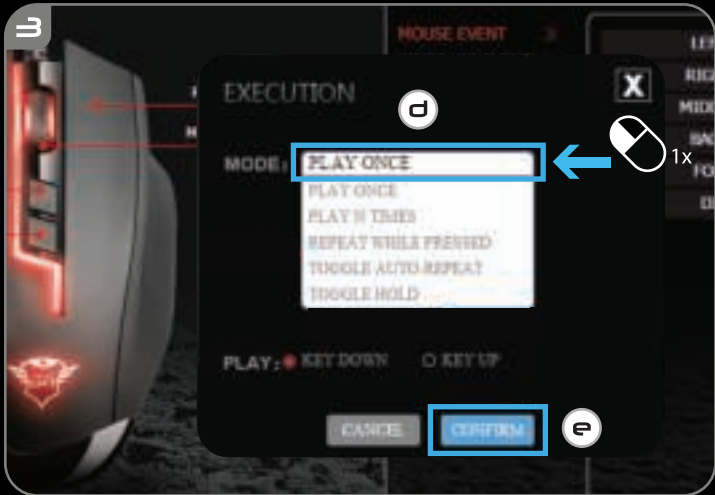 3
MOUSE EVENT
EXECUTION
X
d
MODE: PLAY ONCE
1x
PLAY ONCE
PLAY N TIMES
REPEAT WHILE PRESSED
TOGGLE AUTO-REPEAT
TOGGLE HOLD
PLAY: KEY DOWN KEY UP
CANCEL CONFIRM
e